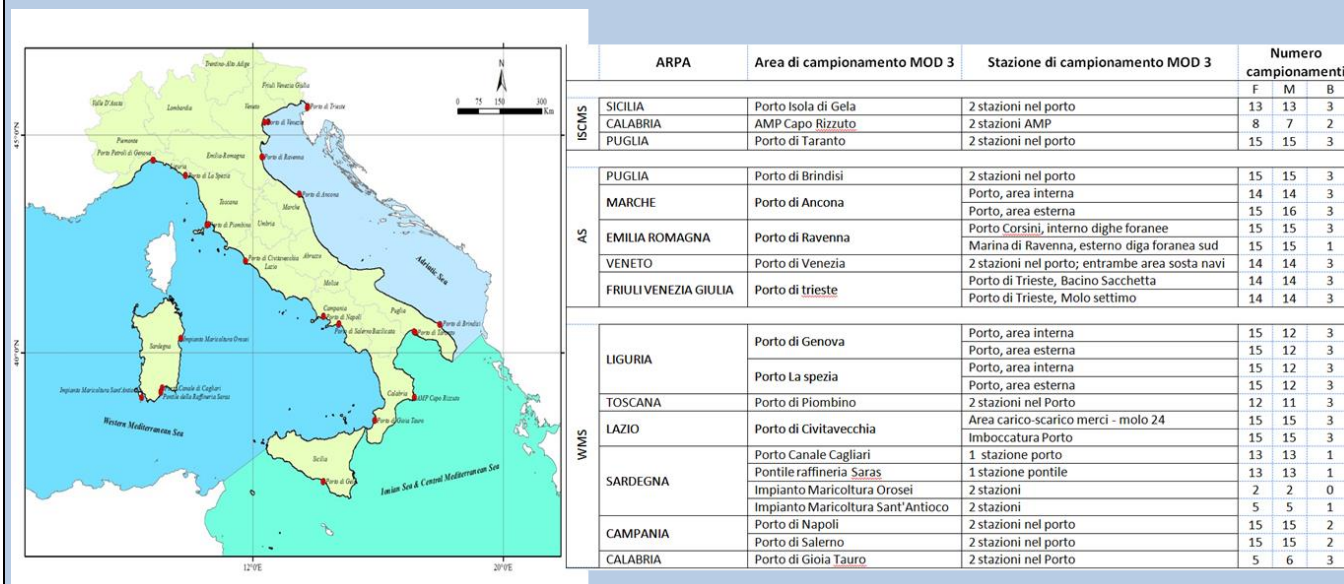 Trentino-Alto Adige
Friuli Venezia Giulia
Valle D'Aosta
Lombardia
Veneto
Porto di Trieste
Porto di Venezia
Piemonte
Porto Petroli di Genova
Emilia-Romagna
Porto di Ravenna
Liguria
Porto di La Spezia
Porto di Ancona
Toscana
Marche
Porto di Piombino
Umbria
Porto di Civitavecchia
Lazio
Abruzzo
Molise
Adriatic Sea
Campania
Porto di Napoli
Puglia
Porto di Salerno
Basilicata
Porto di Brindisi
Porto di Taranto
Sardegna
Impianto Maricoltura Orosei
Impianto Maricoltura Sant'Antioco
Porto Canale di Cagliari
Pontile della Raffineria Saras
Calabria
AMP Capo Rizzuto
Porto di Gioia Tauro
Western Mediterranean Sea
Sicilia
Porto di Gela
Ionian Sea & Central Mediterranean Sea
N
0 75 150 300
Km
45°0'N
40°0'N
12°0'E
20°0'E
ARPA Area di campionamento MOD 3 Stazione di campionamento MOD 3 Numero campionamenti
F M B
ISCMS
SICILIA Porto Isola di Gela 2 stazioni nel porto 13 13 3
CALABRIA AMP Capo Rizzuto 2 stazioni AMP 8 7 2
PUGLIA Porto di Taranto 2 stazioni nel porto 15 15 3
AS
PUGLIA Porto di Brindisi 2 stazioni nel porto 15 15 3
MARCHE Porto di Ancona Porto, area interna 14 14 3
Porto, area esterna 15 16 3
EMILIA ROMAGNA Porto di Ravenna Porto Corsini, interno dighe foranee 15 15 3
Marina di Ravenna, esterno diga foranea sud 15 15 1
VENETO Porto di Venezia 2 stazioni nel porto; entrambe area sosta navi 14 14 3
FRIULI VENEZIA GIULIA Porto di trieste Porto di Trieste, Bacino Sacchetta 14 14 3
Porto di Trieste, Molo settimo 14 14 3
WMS
LIGURIA Porto di Genova Porto, area interna 15 12 3
Porto, area esterna 15 12 3
Porto La spezia Porto, area interna 15 12 3
Porto, area esterna 15 12 3
TOSCANA Porto di Piombino 2 stazioni nel Porto 12 11 3
LAZIO Porto di Civitavecchia Area carico-scarico merci - molo 24 15 15 3
Imboccatura Porto 15 15 3
SARDEGNA Porto Canale Cagliari 1 stazione porto 13 13 1
Pontile raffineria Saras 1 stazione pontile 13 13 1
Impianto Maricoltura Orosei 2 stazioni 2 2 0
Impianto Maricoltura Sant'Antioco 2 stazioni 5 5 1
CAMPANIA Porto di Napoli 2 stazioni nel porto 15 15 2
Porto di Salerno 2 stazioni nel porto 15 15 2
CALABRIA Porto di Gioia Tauro 2 stazioni nel Porto 5 6 3